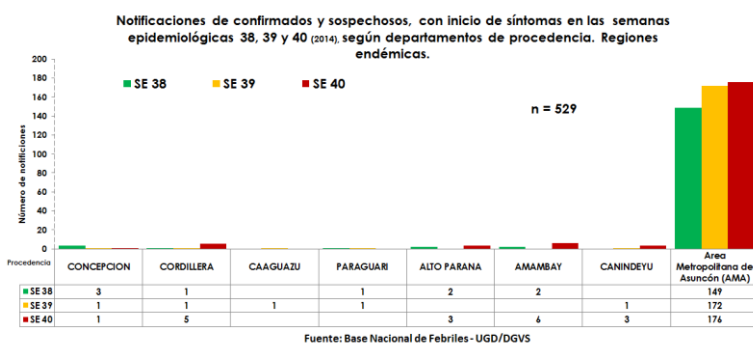 Notificaciones de confirmados y sospechosos, con inicio de síntomas en las semanas
epidemiológicas 38, 39 y 40 (2014), según departamentos de procedencia. Regiones
endémicas.
200
180
160
140
120
100
80
60
40
20
0
Número de notificiones
SE 38 SE 39 SE 40
n = 529
Procedencia CONCEPCION CORDILLERA CAAGUAZU PARAGUARI ALTO PARANA AMAMBAY CANINDEYU Area
Metropolitana de
Asuncón (AMA)
SE 38 3 1 1 2 2 149
SE 39 1 1 1 1 1 172
SE 40 1 5 3 6 3 176
Fuente: Base Nacional de Febriles - UGD/DGVS